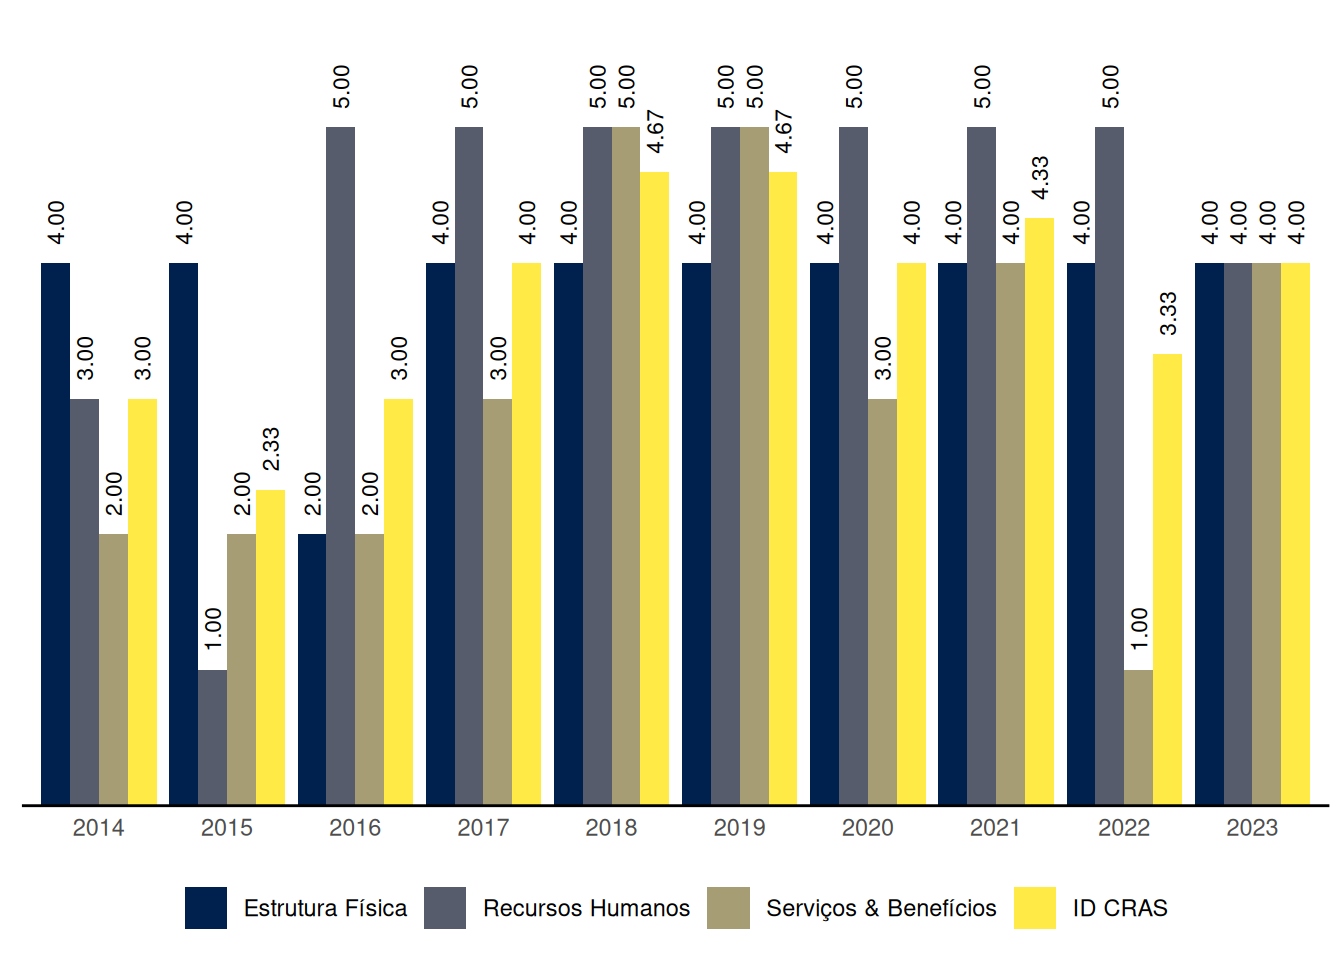 5.00 5.00 5.00 5.00 5.00 5.00 5.00 5.00 5.00
4.67 4.67
4.33
4.00 4.00 4.00 4.00 4.00 4.00 4.00 4.00 4.00 4.00 4.00 4.00 4.00 4.00 4.00
3.33
3.00 3.00 3.00 3.00 3.00
2.33
2.00 2.00 2.00 2.00
1.00 1.00
2014 2015 2016 2017 2018 2019 2020 2021 2022 2023
Estrutura Física Recursos Humanos Serviços & Benefícios ID CRAS